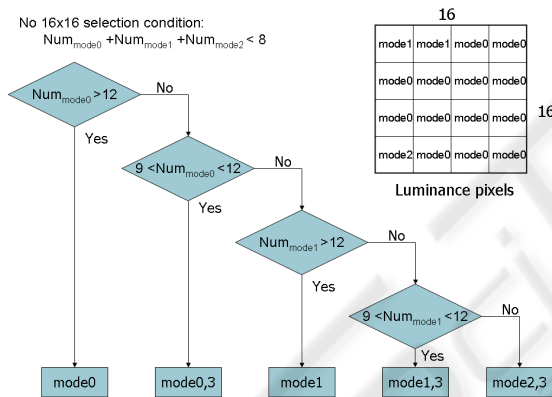 No 16x16 selection condition:
Num_mode0 +Num_mode1 +Num_mode2 < 8
16
mode1 mode1 mode0 mode0
mode0 mode0 mode0 mode0
mode0 mode0 mode0 mode0
mode2 mode0 mode0 mode0
16
Luminance pixels
Num_mode0 >12
No
Yes
9 <Num_mode0 <12
No
Yes
Num_mode1 >12
No
Yes
9 <Num_mode1 <12
No
Yes
mode0
mode0,3
mode1
mode1,3
mode2,3